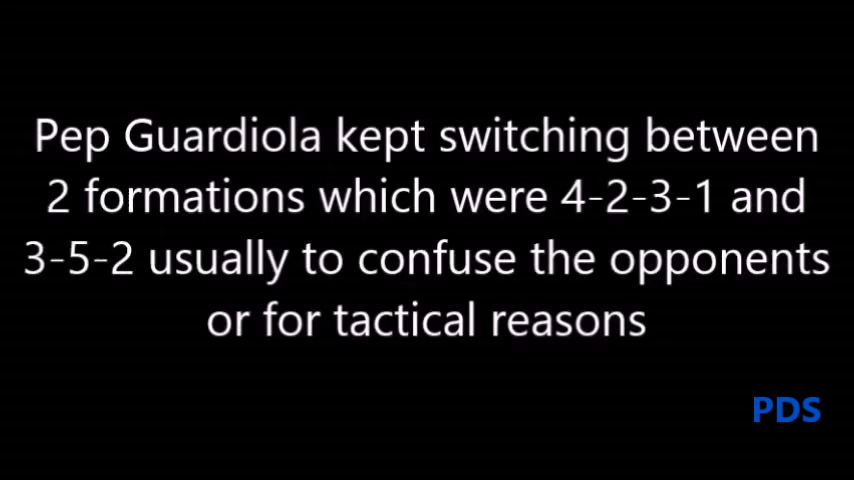 Pep Guardiola kept switching between
2 formations which were 4-2-3-1 and
3-5-2 usually to confuse the opponents
or for tactical reasons
PDS